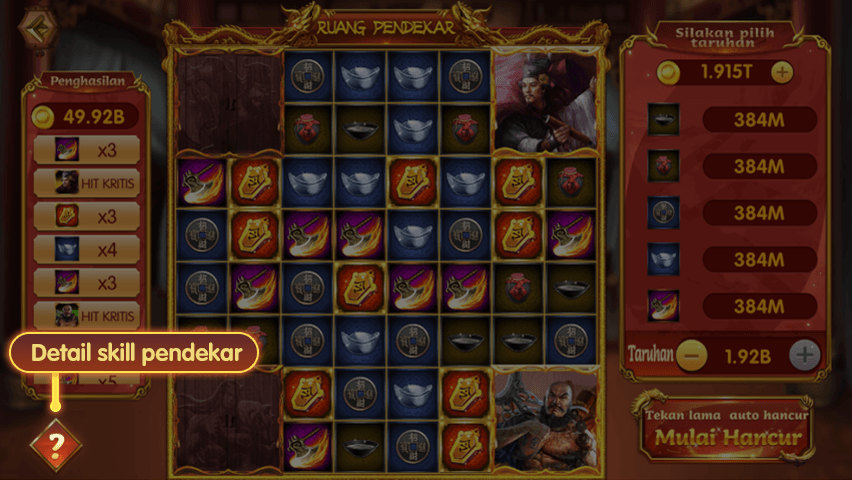 RUANG PENDEKAR
Penghasilan
49.92B
x3
HIT KRITIS
x3
x4
x3
HIT KRITIS
x5
Detail skill pendekar
?
Silakan pilih
taruhan
1.915T
384M
384M
384M
384M
384M
Taruhan
1.92B
Tekan lama auto hancur
Mulai Hancur